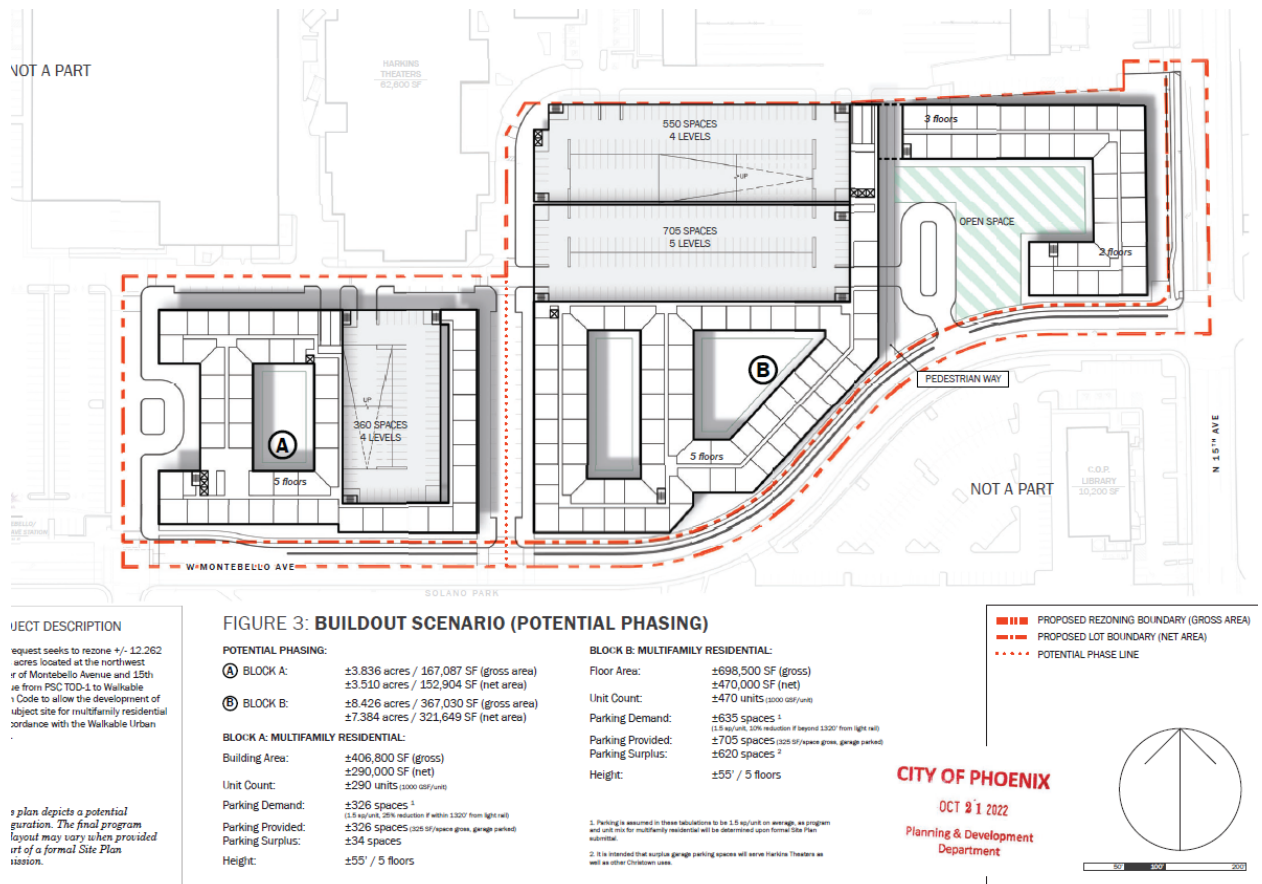 NOT A PART
HARKINS
THEATERS
62,600 SF
550 SPACES
4 LEVELS
UP
3 floors
705 SPACES
5 LEVELS
OPEN SPACE
2 floors
A
5 floors
UP
360 SPACES
4 LEVELS
B
5 floors
PEDESTRIAN WAY
NOT A PART
C.O.P.
LIBRARY
10,200 SF
N 15TH AVE
W MONTEBELLO AVE
SOLANO PARK
JECT DESCRIPTION
request seeks to rezone +/- 12.262
acres located at the northwest
er of Montebello Avenue and 15th
ue from PSC TOD-1 to Walkable
n Code to allow the development of
subject site for multifamily residential
cordance with the Walkable Urban
s plan depicts a potential
guration. The final program
layout may vary when provided
art of a formal Site Plan
mission.
FIGURE 3: BUILDOUT SCENARIO (POTENTIAL PHASING)
POTENTIAL PHASING:
A BLOCK A: ±3.836 acres / 167,087 SF (gross area)
±3.510 acres / 152,904 SF (net area)
B BLOCK B: ±8.426 acres / 367,030 SF (gross area)
±7.384 acres / 321,649 SF (net area)
BLOCK A: MULTIFAMILY RESIDENTIAL:
Building Area: ±406,800 SF (gross)
±290,000 SF (net)
Unit Count: ±290 units (1000 GSF/unit)
Parking Demand: ±326 spaces 1
(1.5 sp/unit, 25% reduction if within 1320' from light rail)
Parking Provided: ±326 spaces (325 SF/space gross, garage parked)
Parking Surplus: ±34 spaces
Height: ±55' / 5 floors
BLOCK B: MULTIFAMILY RESIDENTIAL:
Floor Area: ±698,500 SF (gross)
±470,000 SF (net)
Unit Count: ±470 units (1000 GSF/unit)
Parking Demand: ±635 spaces 1
(1.5 sp/unit, 10% reduction if beyond 1320' from light rail)
Parking Provided: ±705 spaces (325 SF/space gross, garage parked)
Parking Surplus: ±620 spaces 2
Height: ±55' / 5 floors
1. Parking is assumed in these tabulations to be 1.5 sp/unit on average, as program
and unit mix for multifamily residential will be determined upon formal Site Plan
submittal.
2. It is intended that surplus garage parking spaces will serve Harkins Theaters as
well as other Christown uses.
PROPOSED REZONING BOUNDARY (GROSS AREA)
PROPOSED LOT BOUNDARY (NET AREA)
POTENTIAL PHASE LINE
CITY OF PHOENIX
OCT 21 2022
Planning & Development
Department
50' 100' 200'